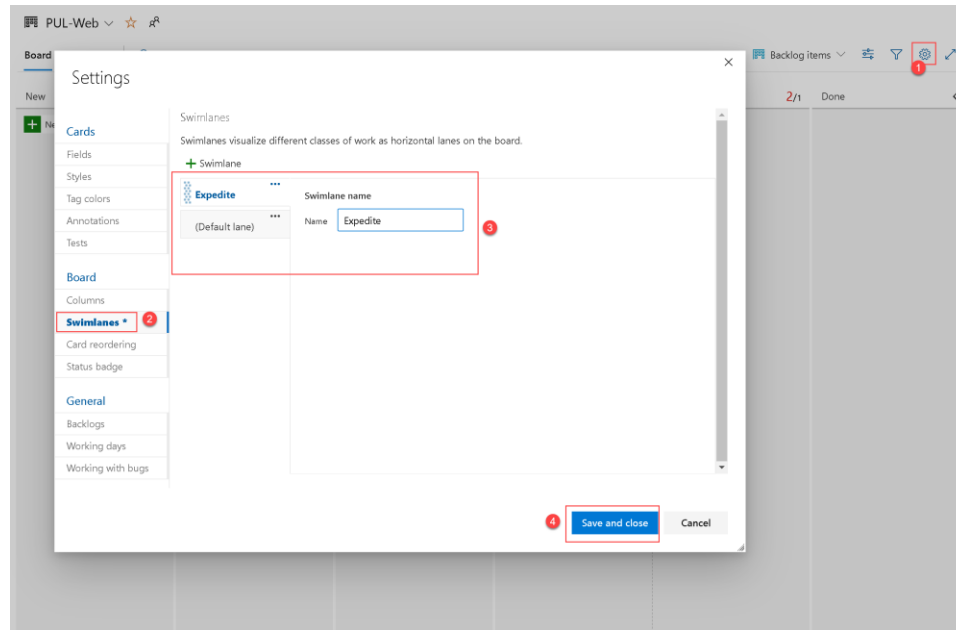 PUL-Web
Board
Backlog items
1
New
2/1
Done
Settings
Cards
Fields
Styles
Tag colors
Annotations
Tests
Board
Columns
Swimlanes *
2
Card reordering
Status badge
General
Backlogs
Working days
Working with bugs
Swimlanes
Swimlanes visualize different classes of work as horizontal lanes on the board.
+ Swimlane
Expedite
...
(Default lane)
...
Swimlane name
Name
Expedite
3
4
Save and close
Cancel